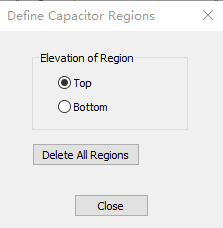 Define Capacitor Regions
Elevation of Region
Top
Bottom
Delete All Regions
Close